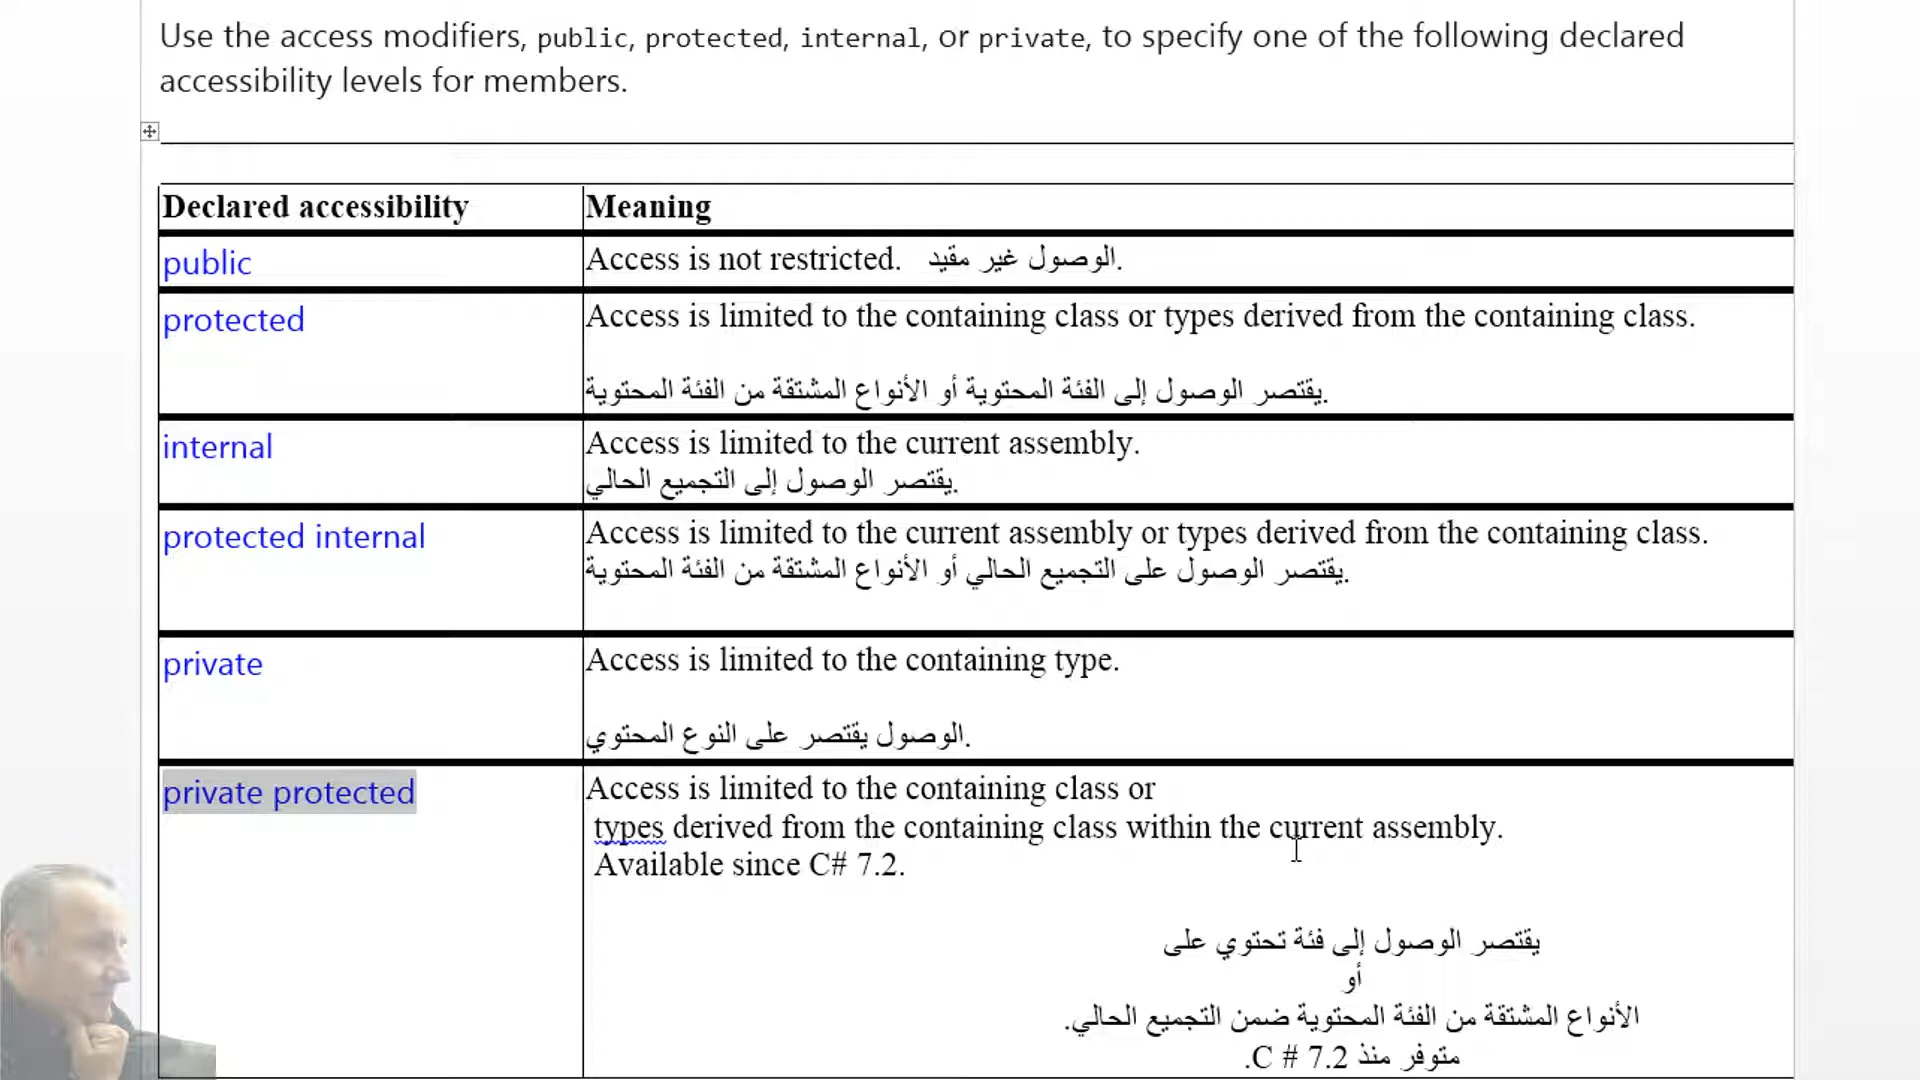 Use the access modifiers, public, protected, internal, or private, to specify one of the following declared
accessibility levels for members.
Declared accessibility
Meaning
public
Access is not restricted. الوصول غير مقيد.
protected
Access is limited to the containing class or types derived from the containing class.
يقتصر الوصول إلى الفئة المحتوية أو الأنواع المشتقة من الفئة المحتوية.
internal
Access is limited to the current assembly.
يقتصر الوصول إلى التجميع الحالي.
protected internal
Access is limited to the current assembly or types derived from the containing class.
يقتصر الوصول على التجميع الحالي أو الأنواع المشتقة من الفئة المحتوية.
private
Access is limited to the containing type.
الوصول يقتصر على النوع المحتوي.
private protected
Access is limited to the containing class or
types derived from the containing class within the current assembly.
Available since C# 7.2.
يقتصر الوصول إلى فئة تحتوي على
أو
الأنواع المشتقة من الفئة المحتوية ضمن التجميع الحالي.
متوفر منذ C # 7.2.